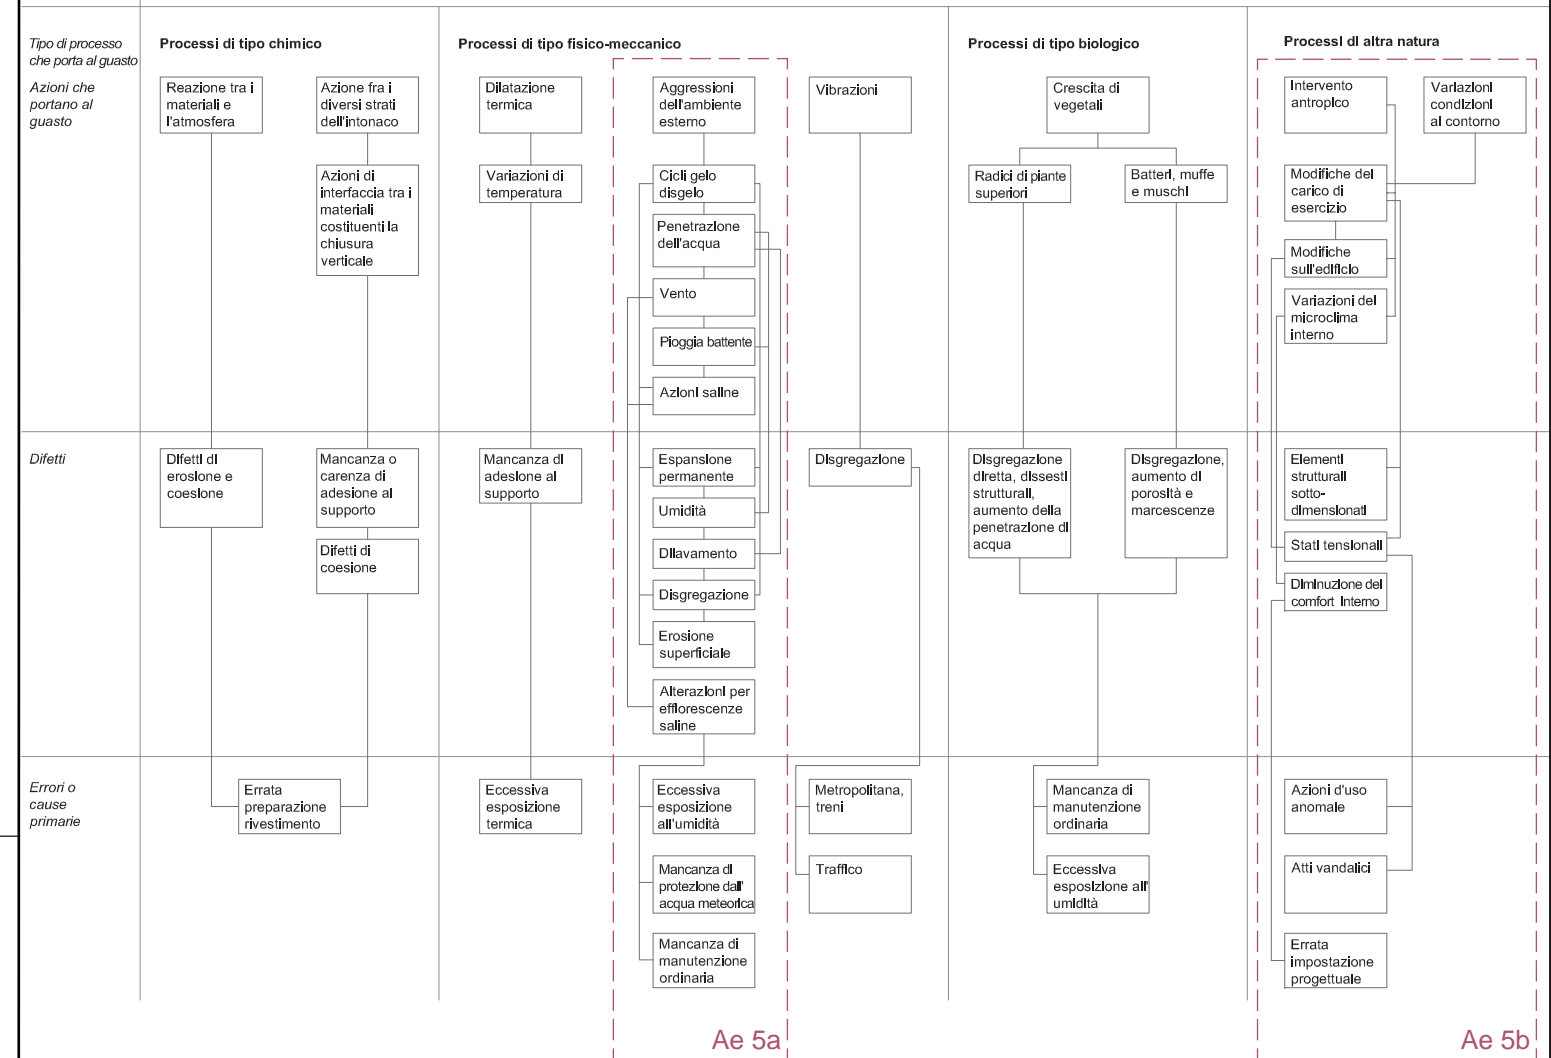 Tipo di processo
che porta al guasto
Processi di tipo chimico
Processi di tipo fisico-meccanico
Processi di tipo biologico
Processi di altra natura
Azioni che
portano al
guasto
Reazione tra i
materiali e
l'atmosfera
Azione fra i
diversi strati
dell'intonaco
Dilatazione
termica
Aggressioni
dell'ambiente
esterno
Vibrazioni
Crescita di
vegetali
Intervento
antropico
Variazioni
condizioni
al contorno
Azioni di
interfaccia tra i
materiali
costituenti la
chiusura
verticale
Variazioni di
temperatura
Cicli gelo
disgelo
Penetrazione
dell'acqua
Vento
Pioggia battente
Azioni saline
Radici di piante
superiori
Batteri, muffe
e muschi
Modifiche del
carico di
esercizio
Modifiche
sull'edificio
Variazioni del
microclima
interno
Difetti
Difetti di
erosione e
coesione
Mancanza o
carenza di
adesione al
supporto
Difetti di
coesione
Mancanza di
adesione al
supporto
Espansione
permanente
Umidità
Dilavamento
Disgregazione
Erosione
superficiale
Alterazioni per
efflorescenze
saline
Disgregazione
Disgregazione
diretta, dissesti
strutturali,
aumento della
penetrazione di
acqua
Disgregazione,
aumento di
porosità e
marcescenze
Elementi
strutturali
sotto-
dimensionati
Stati tensionali
Diminuzione del
comfort interno
Errori o
cause
primarie
Errata
preparazione
rivestimento
Eccessiva
esposizione
termica
Eccessiva
esposizione
all'umidità
Mancanza di
protezione dall'
acqua meteorica
Mancanza di
manutenzione
ordinaria
Metropolitana,
treni
Traffico
Mancanza di
manutenzione
ordinaria
Eccessiva
esposizione all'
umidità
Azioni d'uso
anomale
Atti vandalici
Errata
impostazione
progettuale
Ae 5a
Ae 5b